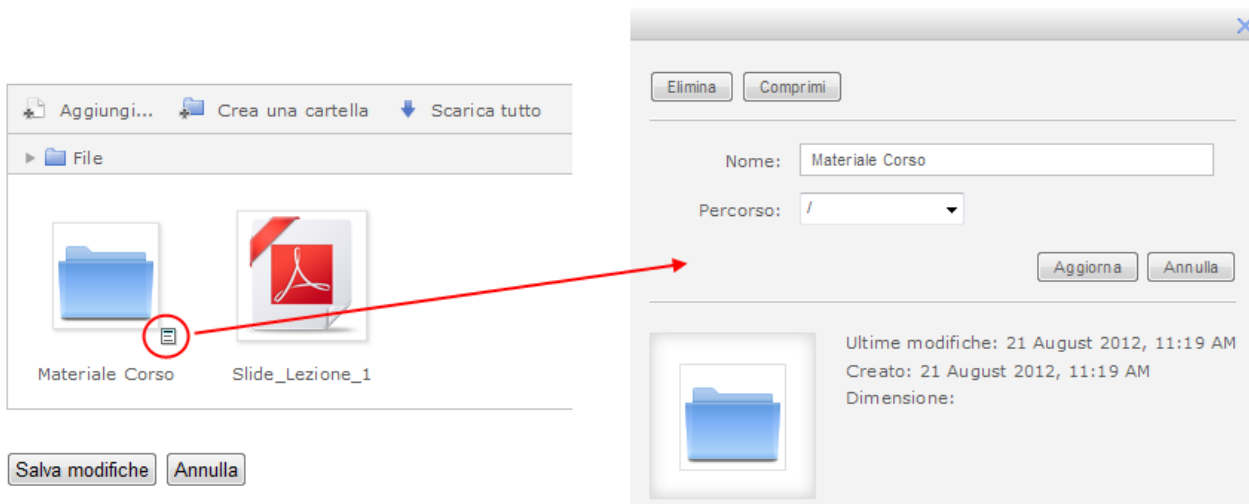 Aggiungi... Crea una cartella Scarica tutto
File
Materiale Corso Slide_Lezione_1
Salva modifiche Annulla
Elimina Comprimi
Nome: Materiale Corso
Percorso: /
Aggiorna Annulla
Ultime modifiche: 21 August 2012, 11:19 AM
Creato: 21 August 2012, 11:19 AM
Dimensione: